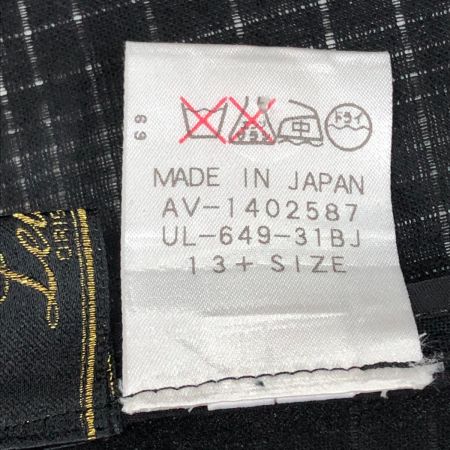 69
中
ドライ
MADE IN JAPAN
AV-1402587
UL-649-31BJ
13+ SIZE